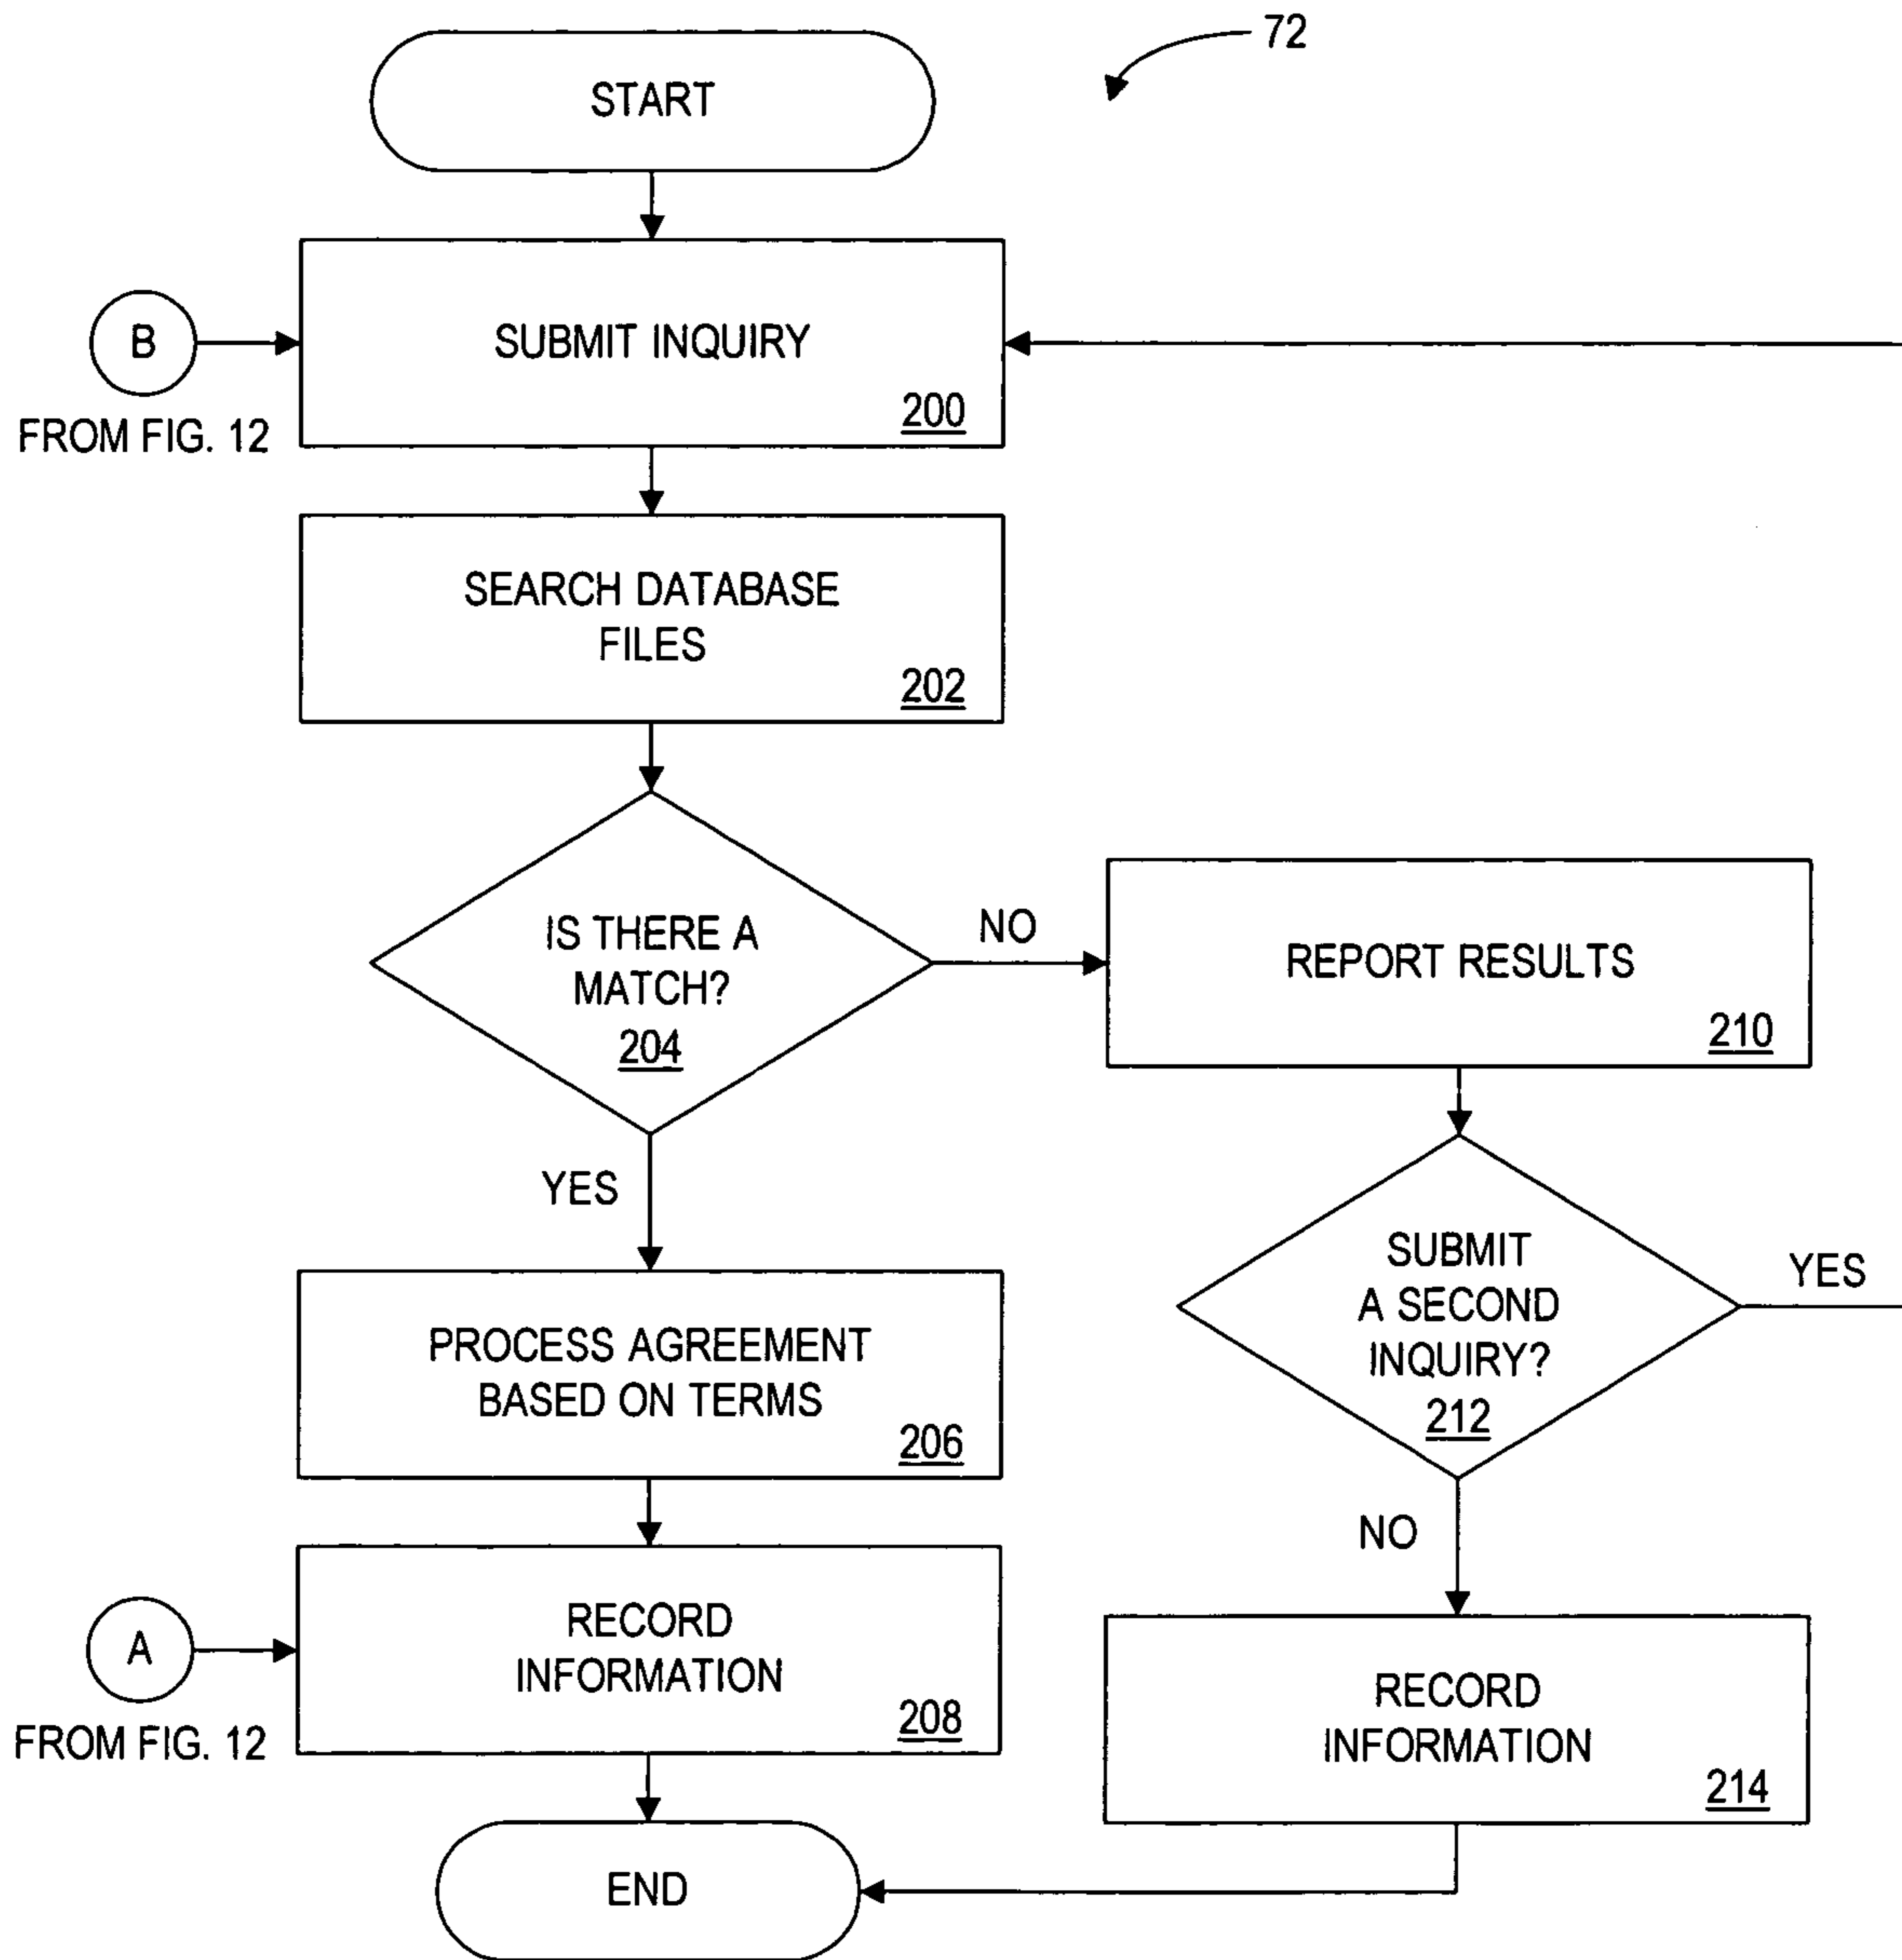 72
START
B
FROM FIG. 12
SUBMIT INQUIRY
200
SEARCH DATABASE
FILES
202
IS THERE A
MATCH?
204
NO
REPORT RESULTS
210
YES
SUBMIT
A SECOND
INQUIRY?
212
YES
PROCESS AGREEMENT
BASED ON TERMS
206
NO
A
FROM FIG. 12
RECORD
INFORMATION
208
RECORD
INFORMATION
214
END